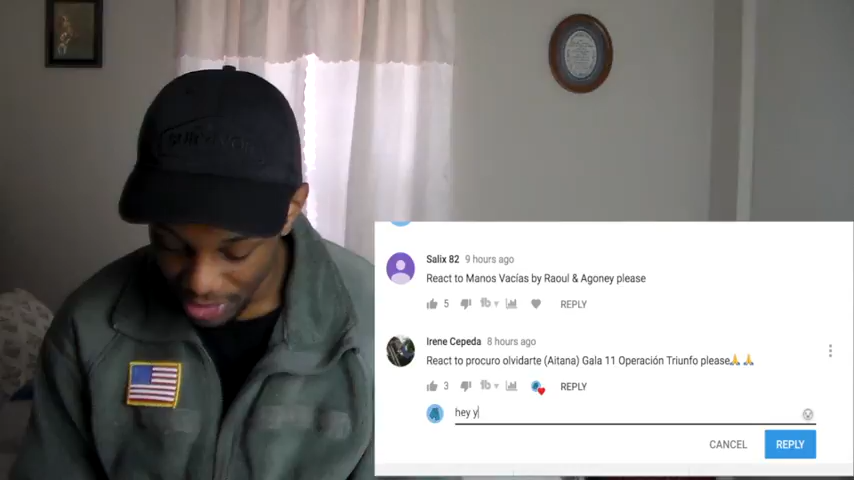 Salix 82 9 hours ago
React to Manos Vacías by Raoul & Agoney please
5 REPLY
Irene Cepeda 8 hours ago
React to procuro olvidarte (Aitana) Gala 11 Operación Triunfo please🙏🙏
3 REPLY
hey y
CANCEL REPLY